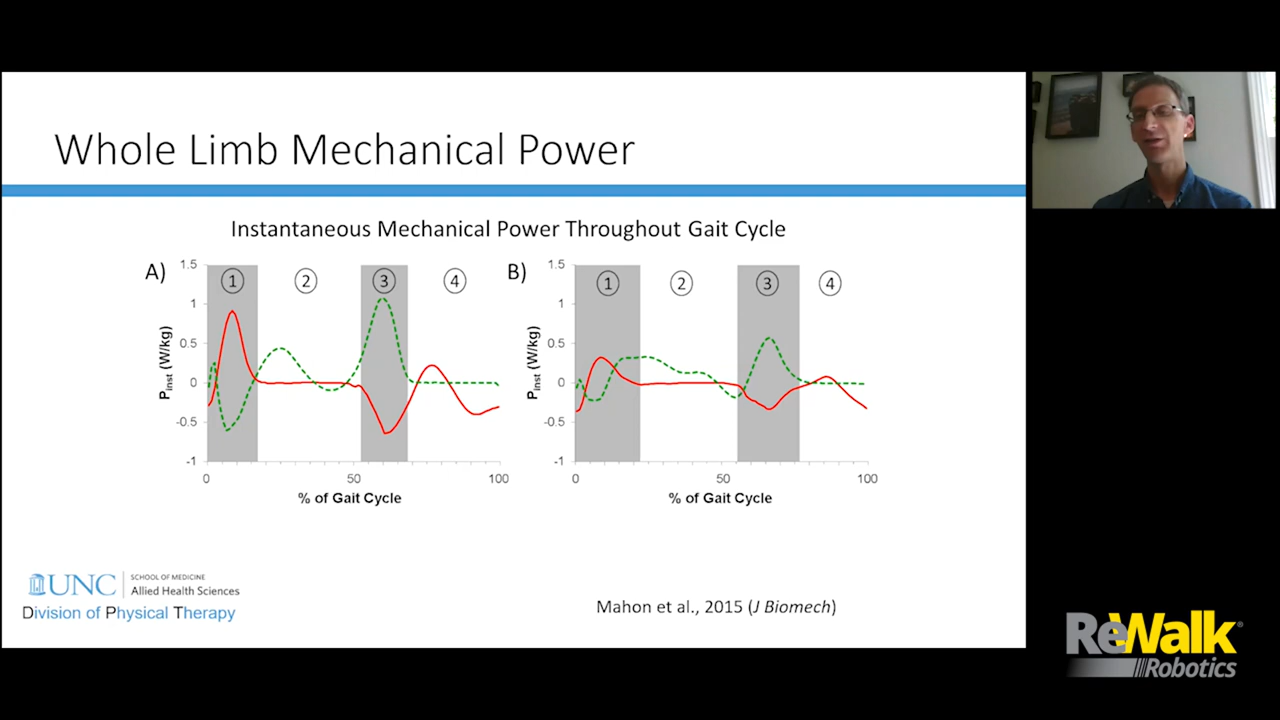 Whole Limb Mechanical Power
Instantaneous Mechanical Power Throughout Gait Cycle
A)
1.5
1
0.5
0
-0.5
-1
Pinst (W/kg)
1
2
3
4
0
50
100
% of Gait Cycle
B)
1.5
1
0.5
0
-0.5
-1
Pinst (W/kg)
1
2
3
4
0
50
100
% of Gait Cycle
UNC
SCHOOL OF MEDICINE
Allied Health Sciences
Division of Physical Therapy
Mahon et al., 2015 (J Biomech)
ReWalk
Robotics